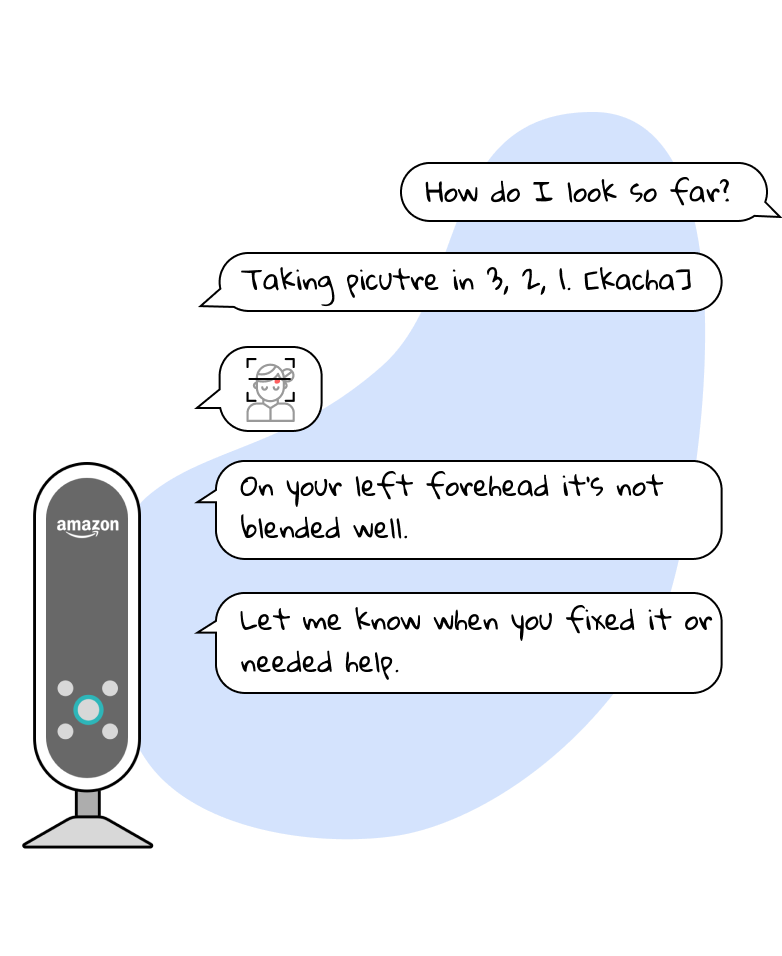 How do I look so far?
Taking picutre in 3, 2, 1. [kacha]
On your left forehead it's not
blended well.
amazon
Let me know when you fixed it or
needed help.